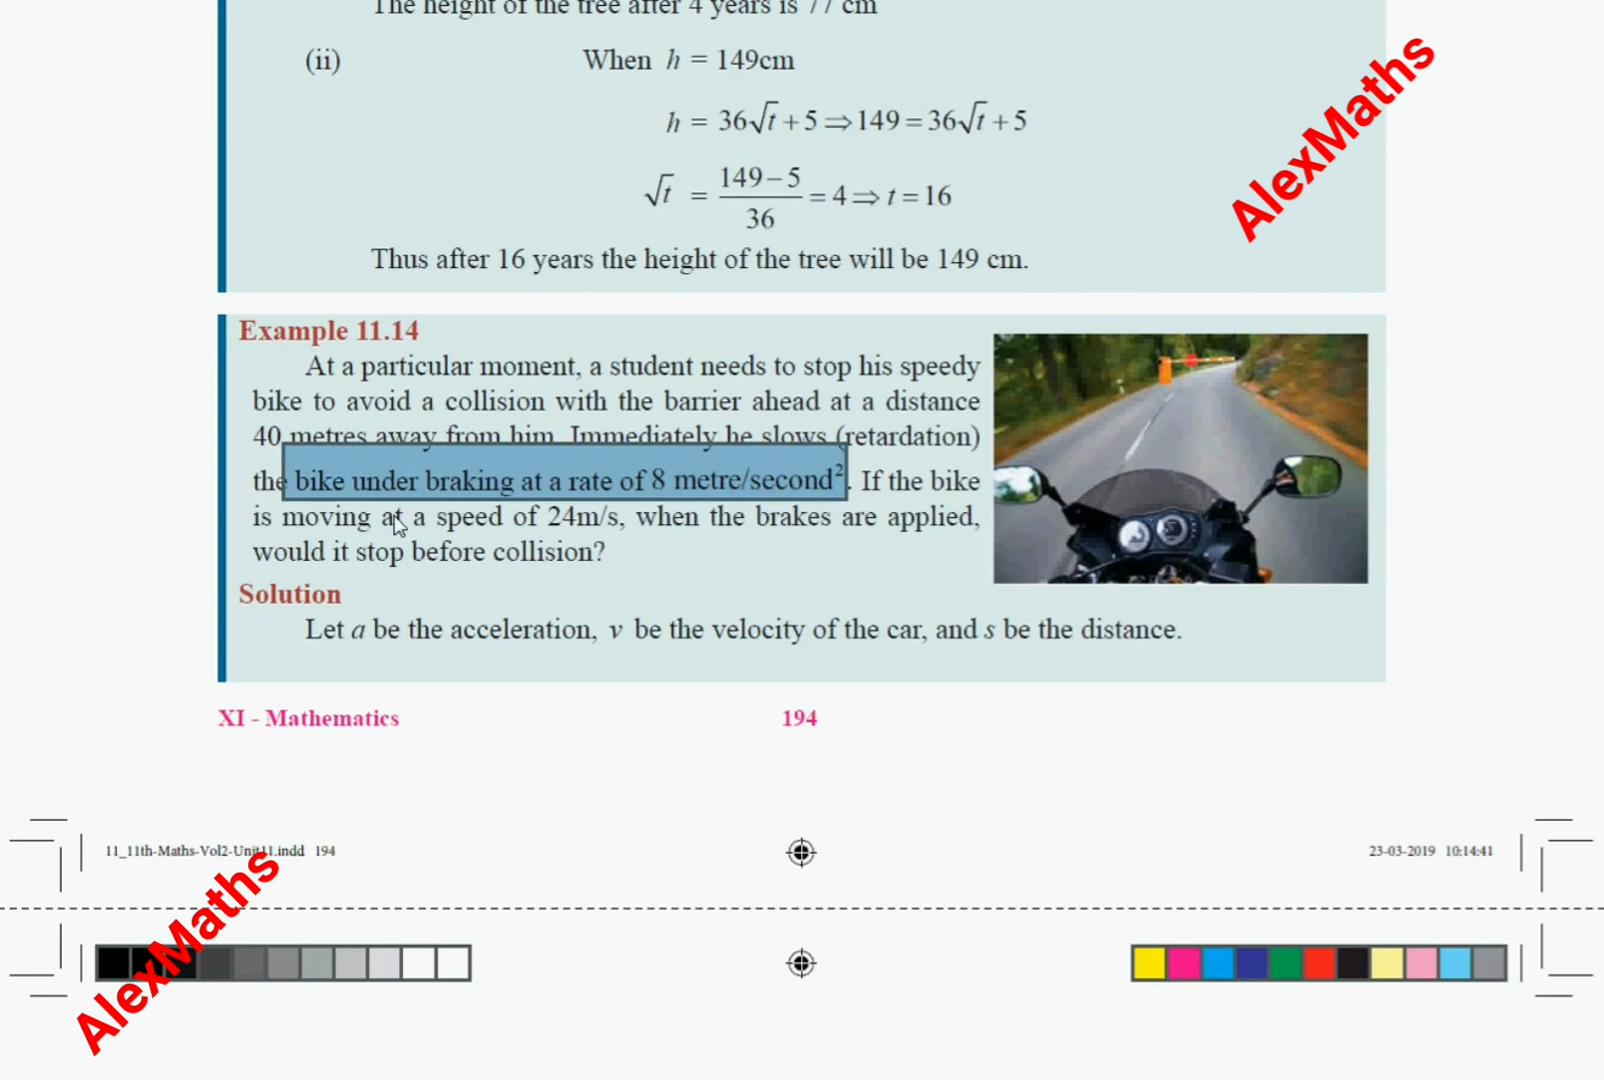 The height of the tree after 4 years is 77 cm
(ii) When h = 149cm
h = 36√t + 5 ⇒ 149 = 36√t + 5
√t = (149 – 5)/36 = 4 ⇒ t = 16
Thus after 16 years the height of the tree will be 149 cm.
AlexMaths
Example 11.14
At a particular moment, a student needs to stop his speedy
bike to avoid a collision with the barrier ahead at a distance
40 metres away from him. Immediately he slows (retardation)
the bike under braking at a rate of 8 metre/second². If the bike
is moving at a speed of 24m/s, when the brakes are applied,
would it stop before collision?
Solution
Let a be the acceleration, v be the velocity of the car, and s be the distance.
XI - Mathematics 194
11_11th-Maths-Vol2-Unit11.indd 194 23-03-2019 10:14:41
AlexMaths